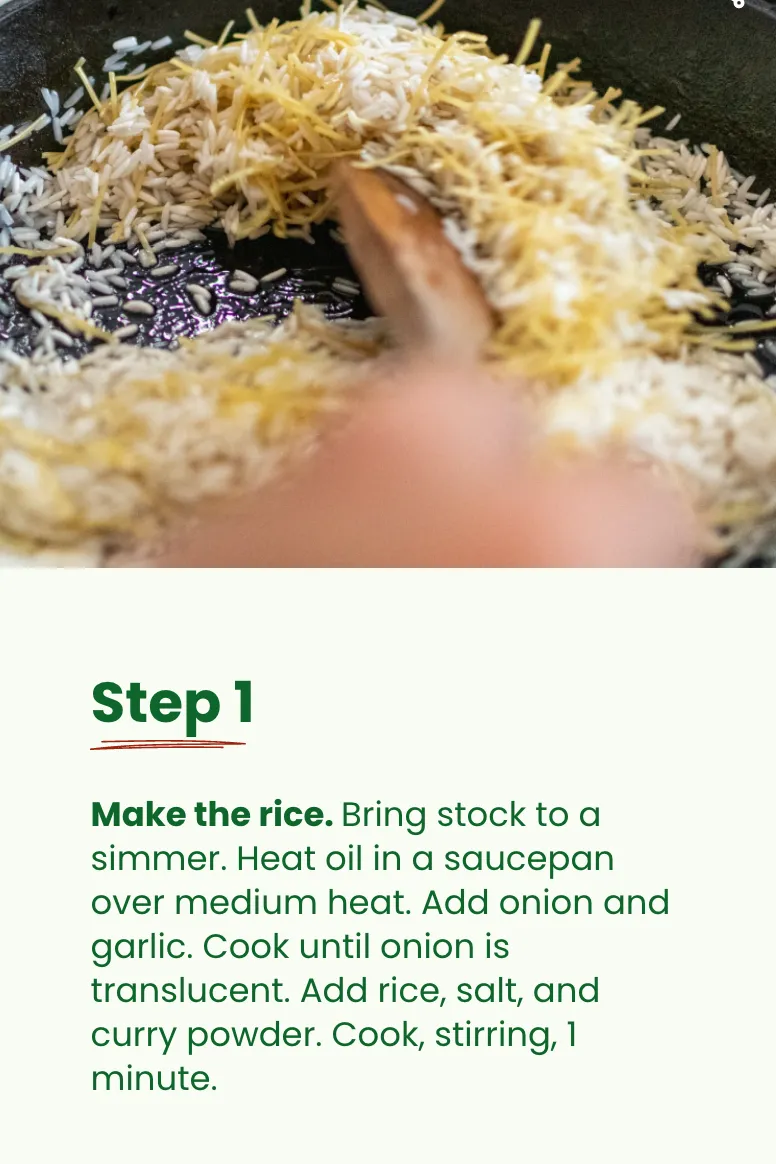 Step 1
Make the rice. Bring stock to a
simmer. Heat oil in a saucepan
over medium heat. Add onion and
garlic. Cook until onion is
translucent. Add rice, salt, and
curry powder. Cook, stirring, 1
minute.